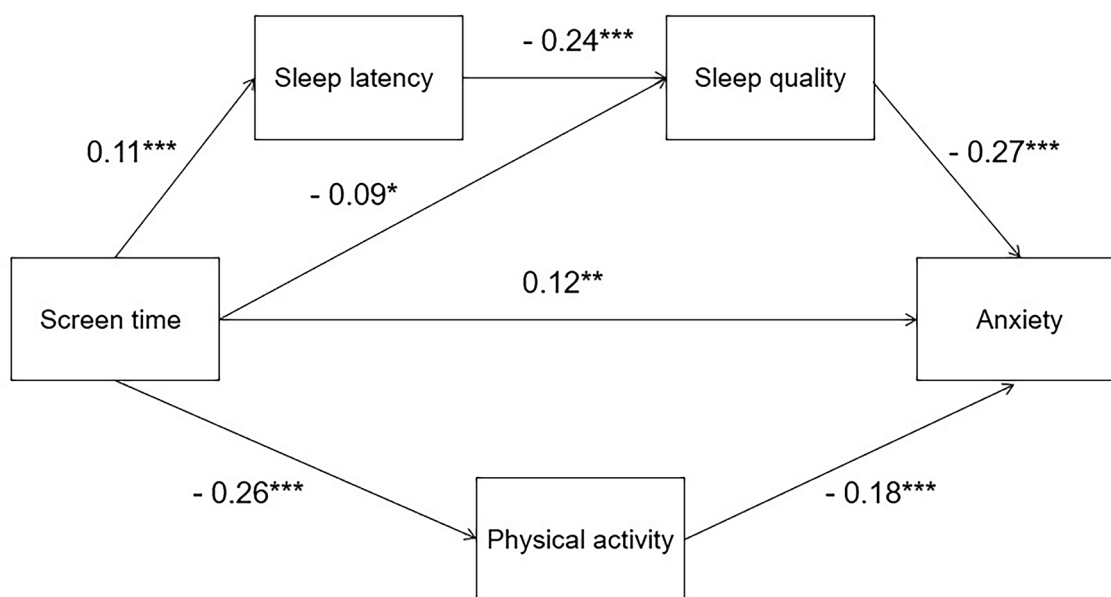 - 0.24***
Sleep latency
Sleep quality
0.11***
- 0.27***
- 0.09*
0.12**
Screen time
Anxiety
- 0.26***
- 0.18***
Physical activity